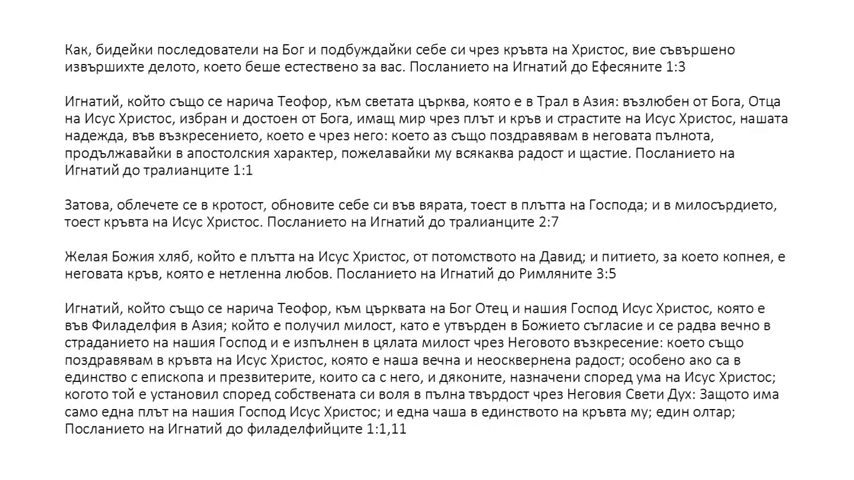 Как, бидейки последователи на Бог и подбуждайки себе си чрез кръвта на Христос, вие съвършено
извършихте делото, което беше естествено за вас. Посланието на Игнатий до Ефесяните 1:3
Игнатий, който също се нарича Теофор, към светата църква, която е в Трал в Азия: възлюбен от Бога, Отца
на Исус Христос, избран и достоен от Бога, имащ мир чрез плът и кръв и страстите на Исус Христос, нашата
надежда, във възкресението, което е чрез него: което аз също поздравявам в неговата пълнота,
продължавайки в апостолския характер, пожелавайки му всякаква радост и щастие. Посланието на
Игнатий до тралианците 1:1
Затова, облечете се в кротост, обновите себе си във вярата, тоест в плътта на Господа; и в милосърдието,
тоест кръвта на Исус Христос. Посланието на Игнатий до тралианците 2:7
Желая Божия хляб, който е плътта на Исус Христос, от потомството на Давид; и питието, за което копнея, е
неговата кръв, която е нетленна любов. Посланието на Игнатий до Римляните 3:5
Игнатий, който също се нарича Теофор, към църквата на Бог Отец и нашия Господ Исус Христос, която е
във Филаделфия в Азия; който е получил милост, като е утвърден в Божието съгласие и се радва вечно в
страданието на нашия Господ и е изпълнен в цялата милост чрез Неговото възкресение: което също
поздравявам в кръвта на Исус Христос, която е наша вечна и неосквернена радост; особено ако са в
единство с епископа и презвитерите, които са с него, и дяконите, назначени според ума на Исус Христос;
когото той е установил според собствената си воля в пълна твърдост чрез Неговия Свети Дух: Защото има
само една плът на нашия Господ Исус Христос; и една чаша в единството на кръвта му; един олтар;
Посланието на Игнатий до филаделфийците 1:1,11